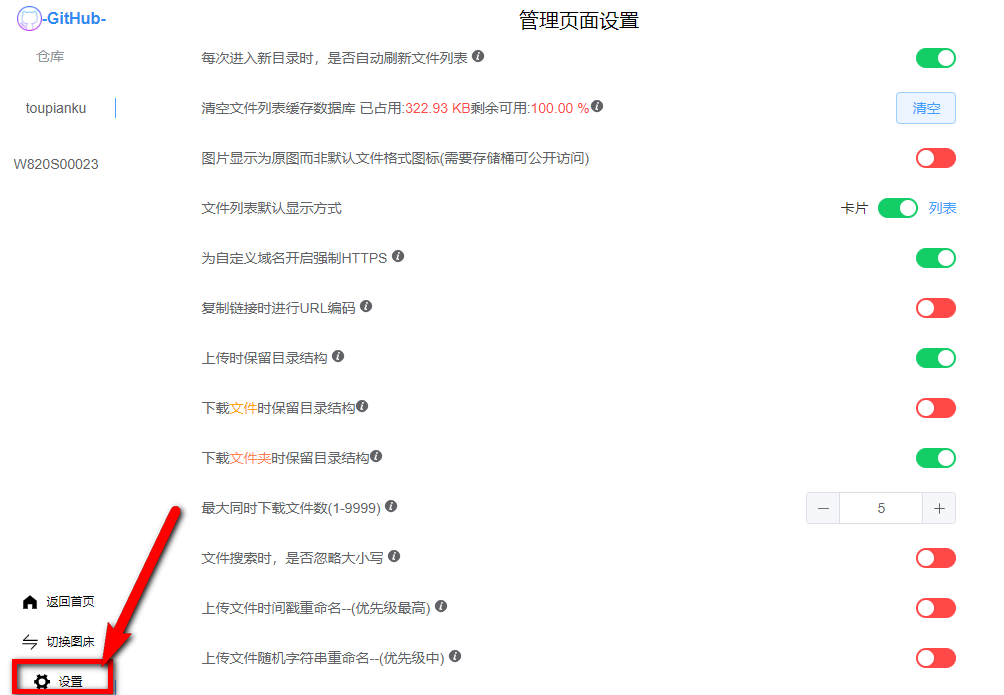 -GitHub-
管理页面设置
仓库
每次进入新目录时，是否自动刷新文件列表
toupianku
清空文件列表缓存数据库 已占用:322.93 KB剩余可用:100.00 %
清空
W820S00023
图片显示为原图而非默认文件格式图标(需要存储桶可公开访问)
文件列表默认显示方式
卡片 列表
为自定义域名开启强制HTTPS
复制链接时进行URL编码
上传时保留目录结构
下载文件时保留目录结构
下载文件夹时保留目录结构
最大同时下载文件数(1-9999)
— 5 +
文件搜索时，是否忽略大小写
返回首页
上传文件时间戳重命名--(优先级最高)
切换图床
上传文件随机字符串重命名--(优先级中)
设置